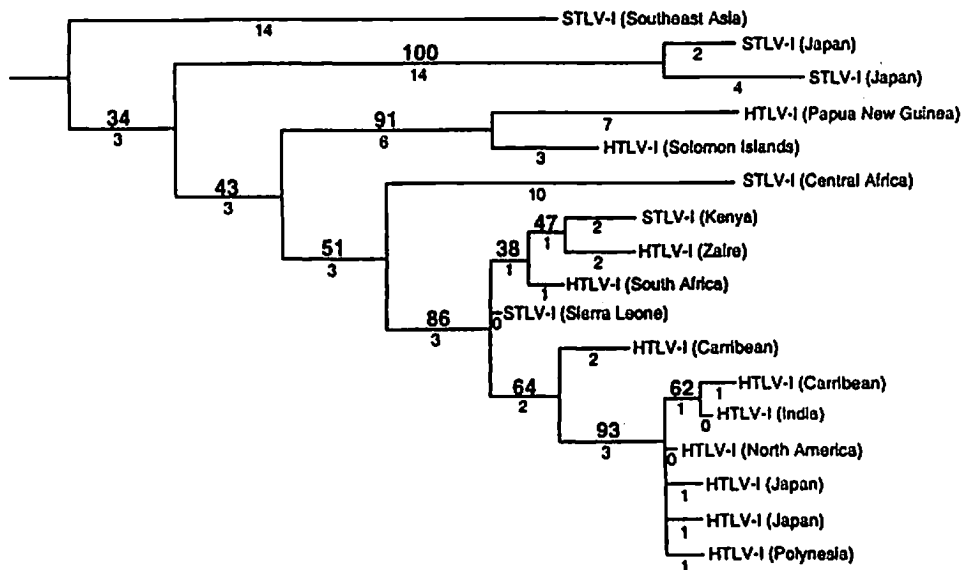 STLV-I (Southeast Asia)
14
STLV-I (Japan)
100
2
14
STLV-I (Japan)
4
HTLV-I (Papua New Guinea)
34
91
7
3
6
HTLV-I (Solomon Islands)
3
STLV-I (Central Africa)
43
10
3
STLV-I (Kenya)
47
2
1
51
38
HTLV-I (Zaire)
3
1
2
HTLV-I (South Africa)
1
STLV-I (Sierra Leone)
0
86
3
HTLV-I (Carribean)
2
64
62
HTLV-I (Carribean)
2
1
1
HTLV-I (India)
0
93
3
HTLV-I (North America)
0
HTLV-I (Japan)
1
HTLV-I (Japan)
1
HTLV-I (Polynesia)
1